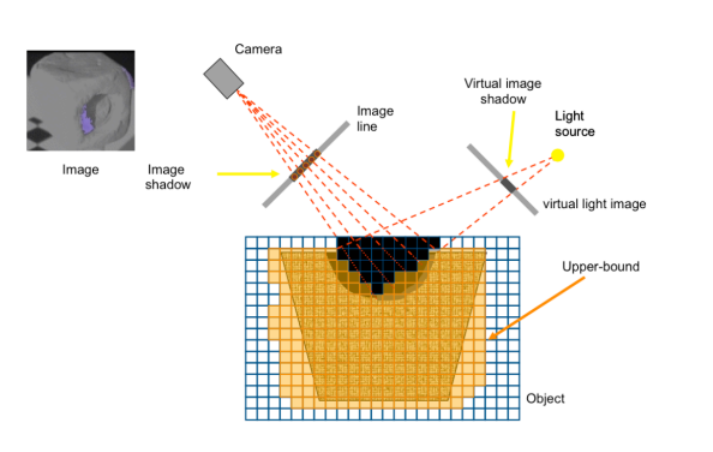 Camera
Virtual image
shadow
Image
line
Light
source
Image
Image
shadow
virtual light image
Upper-bound
Object